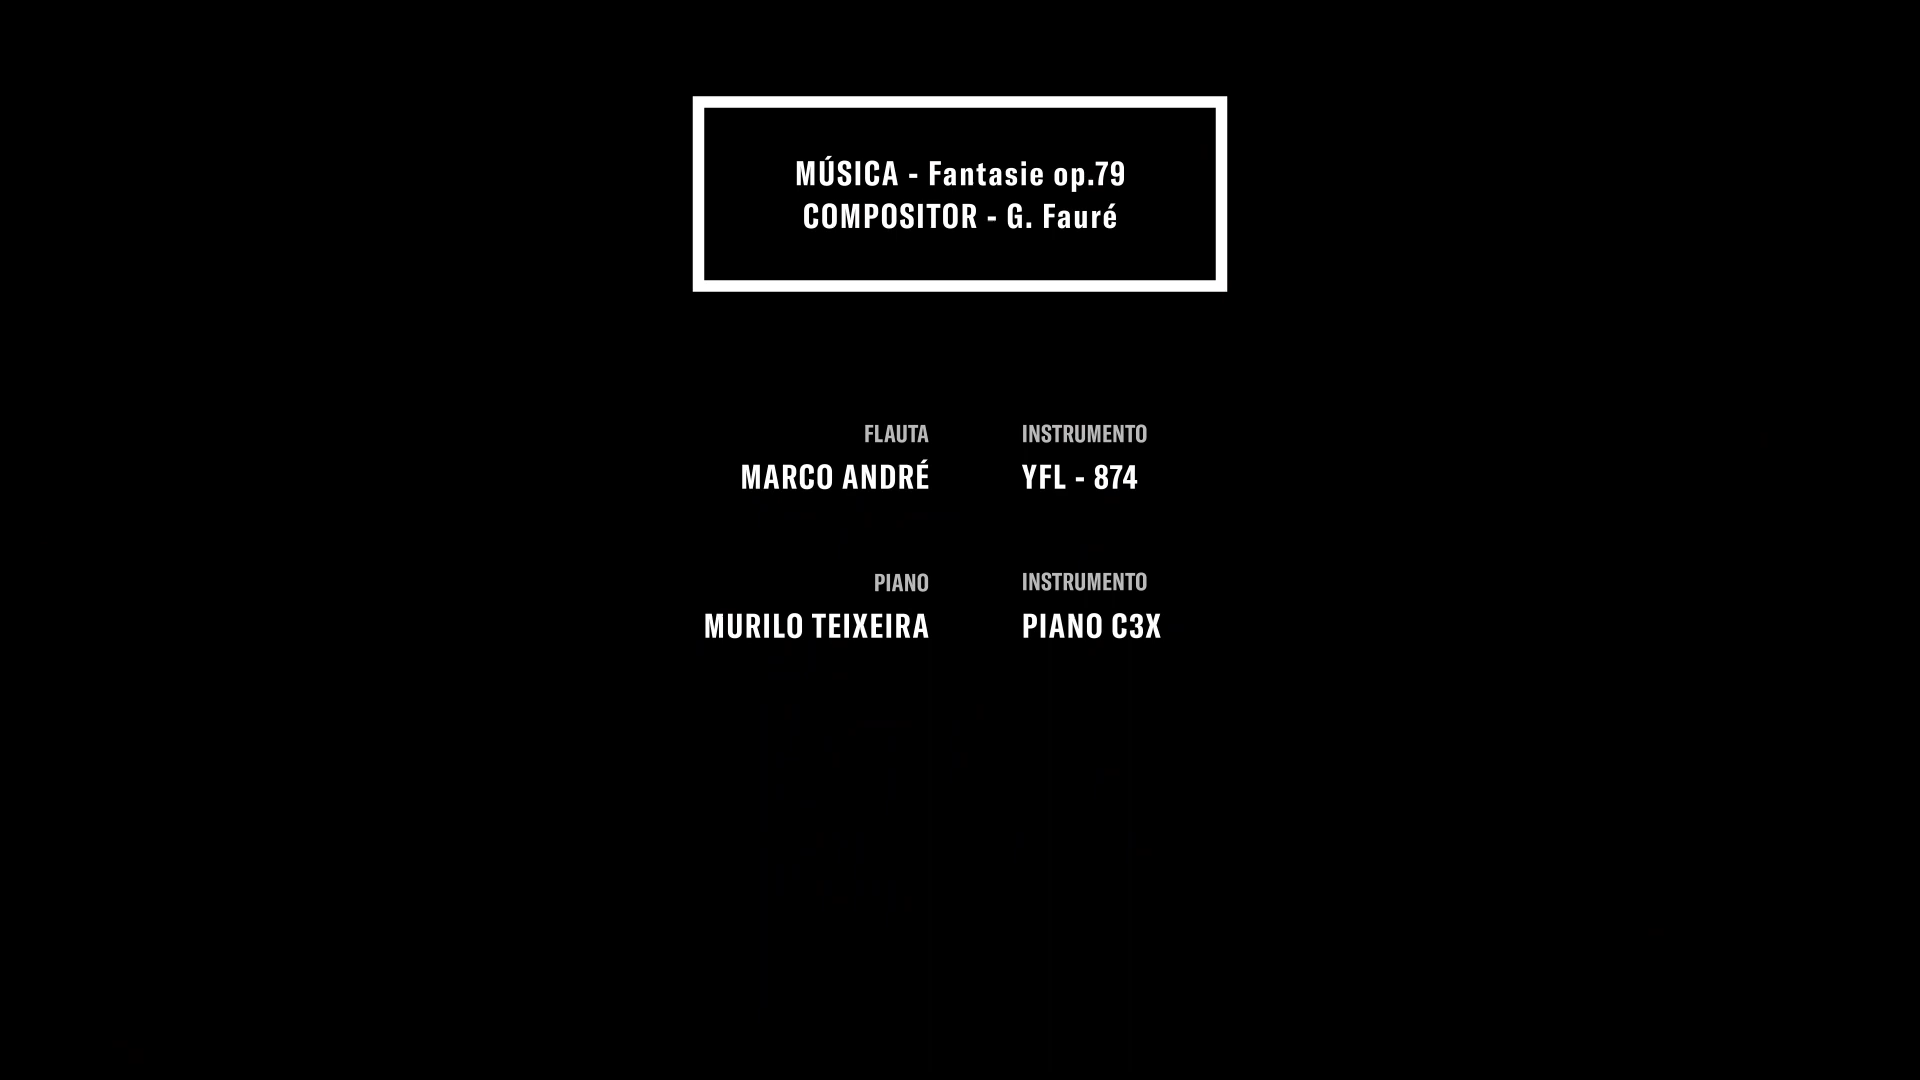 MÚSICA - Fantasie op.79
COMPOSITOR - G. Fauré
FLAUTA
MARCO ANDRÉ
INSTRUMENTO
YFL - 874
PIANO
MURILO TEIXEIRA
INSTRUMENTO
PIANO C3X